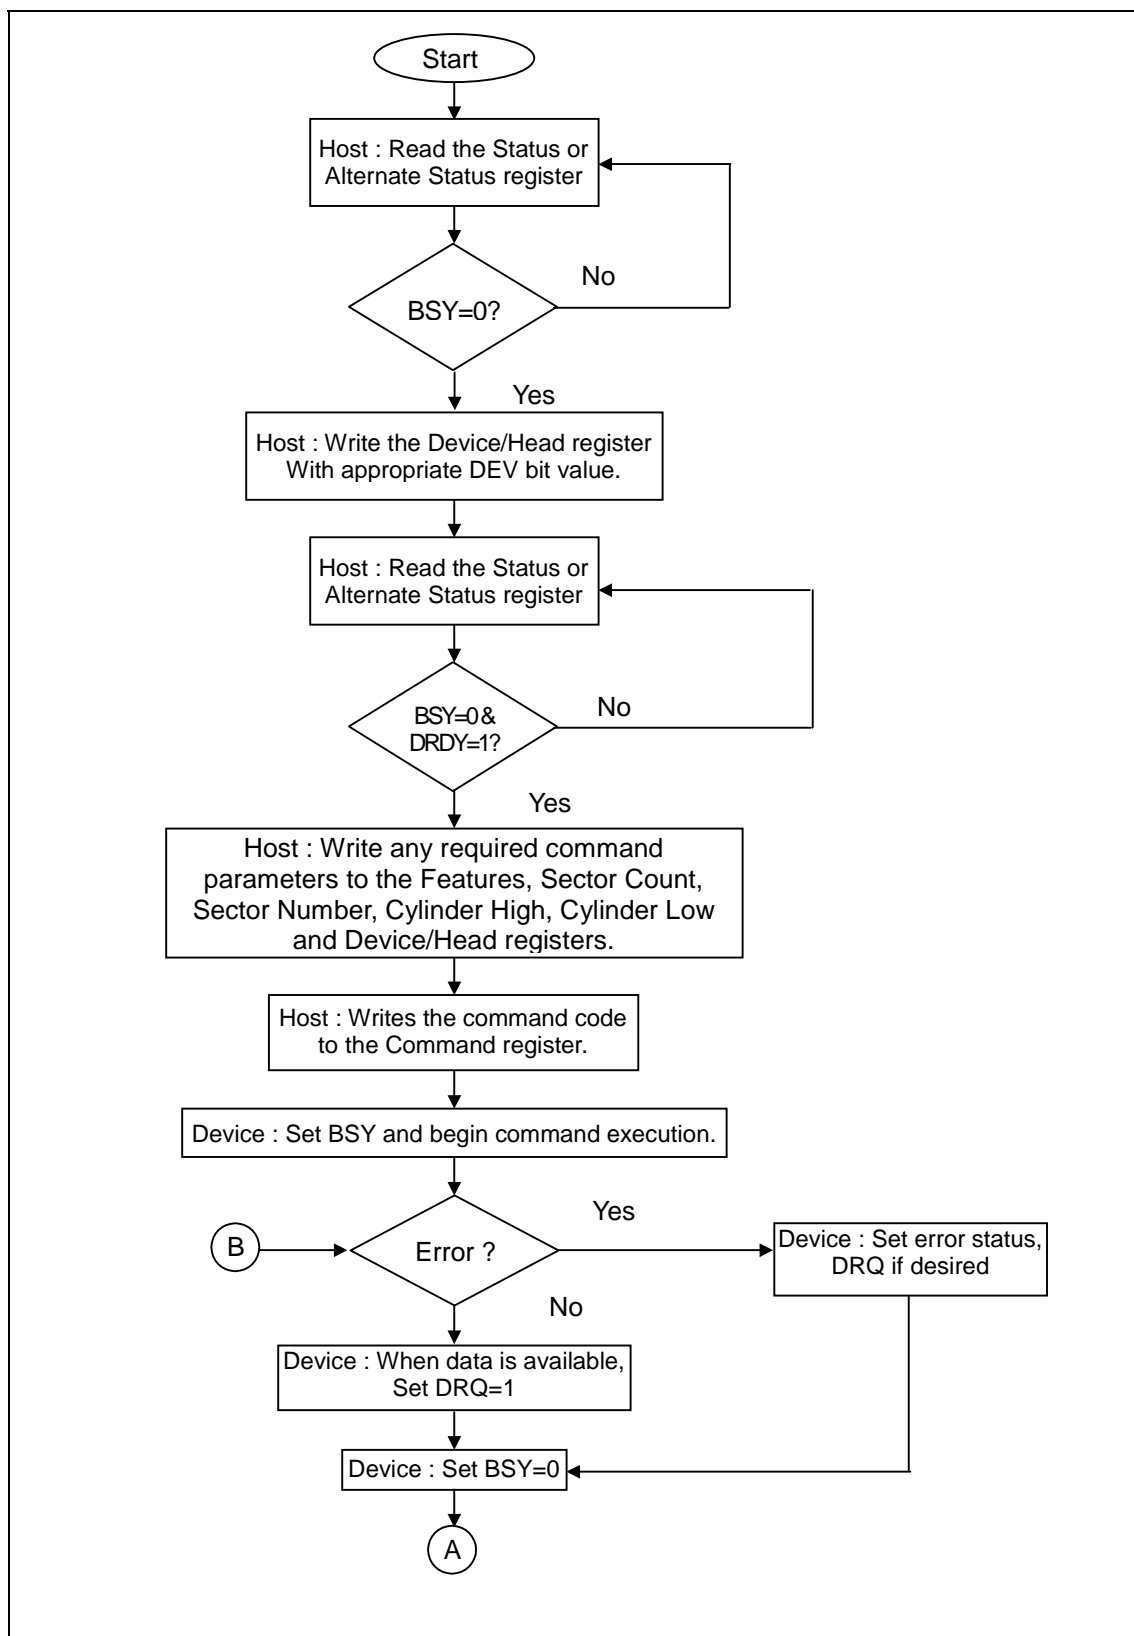 Start
Host : Read the Status or
Alternate Status register
No
BSY=0?
Yes
Host : Write the Device/Head register
With appropriate DEV bit value.
Host : Read the Status or
Alternate Status register
No
BSY=0 &
DRDY=1?
Yes
Host : Write any required command
parameters to the Features, Sector Count,
Sector Number, Cylinder High, Cylinder Low
and Device/Head registers.
Host : Writes the command code
to the Command register.
Device : Set BSY and begin command execution.
Yes
B
Error ?
Device : Set error status,
DRQ if desired
No
Device : When data is available,
Set DRQ=1
Device : Set BSY=0
A